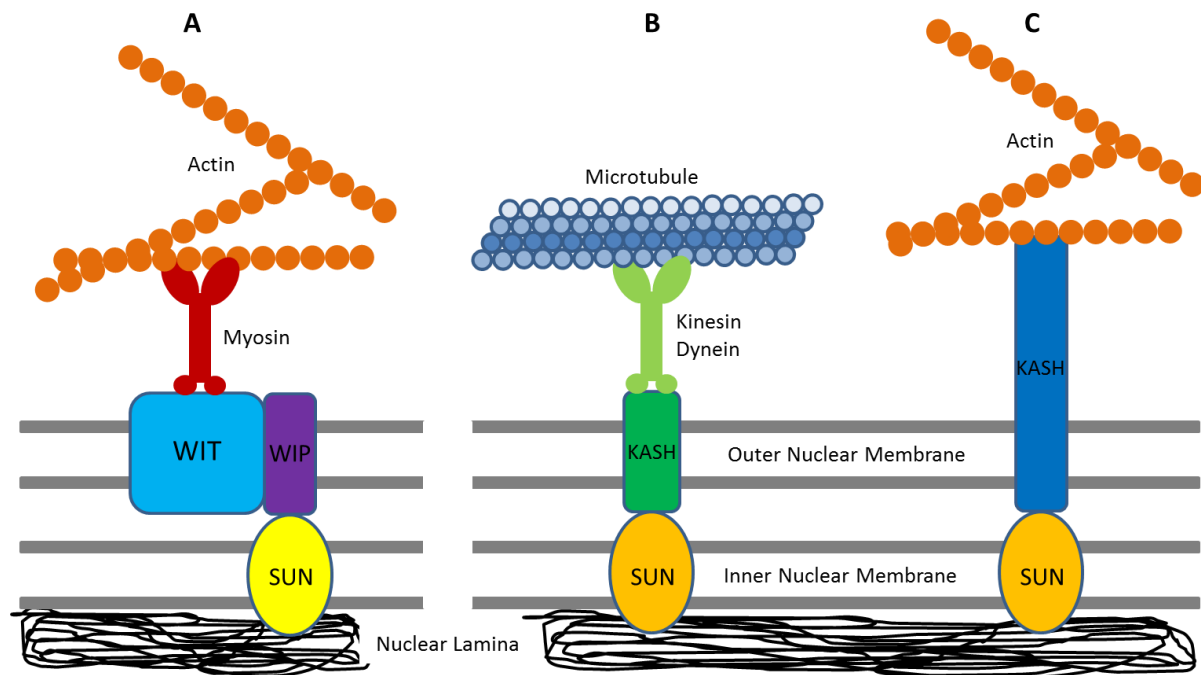 A
B
C
Actin
Actin
Microtubule
Myosin
Kinesin
Dynein
KASH
WIT
WIP
KASH
Outer Nuclear Membrane
SUN
SUN
Inner Nuclear Membrane
SUN
Nuclear Lamina